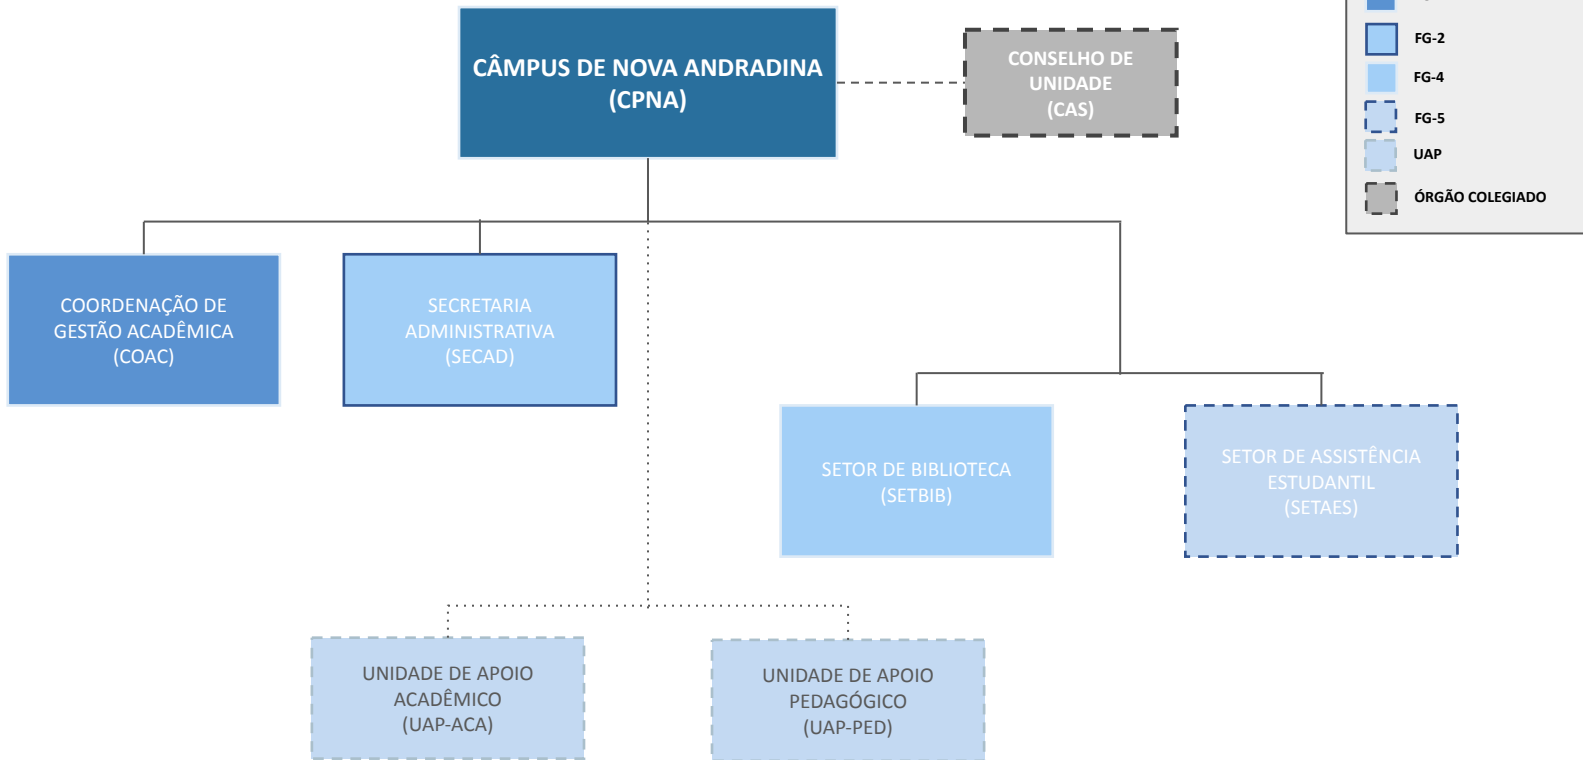 CÂMPUS DE NOVA ANDRADINA
(CPNA)
CONSELHO DE
UNIDADE
(CAS)
FG-2
FG-4
FG-5
UAP
ÓRGÃO COLEGIADO
COORDENAÇÃO DE
GESTÃO ACADÊMICA
(COAC)
SECRETARIA
ADMINISTRATIVA
(SECAD)
SETOR DE BIBLIOTECA
(SETBIB)
SETOR DE ASSISTÊNCIA
ESTUDANTIL
(SETAES)
UNIDADE DE APOIO
ACADÊMICO
(UAP-ACA)
UNIDADE DE APOIO
PEDAGÓGICO
(UAP-PED)